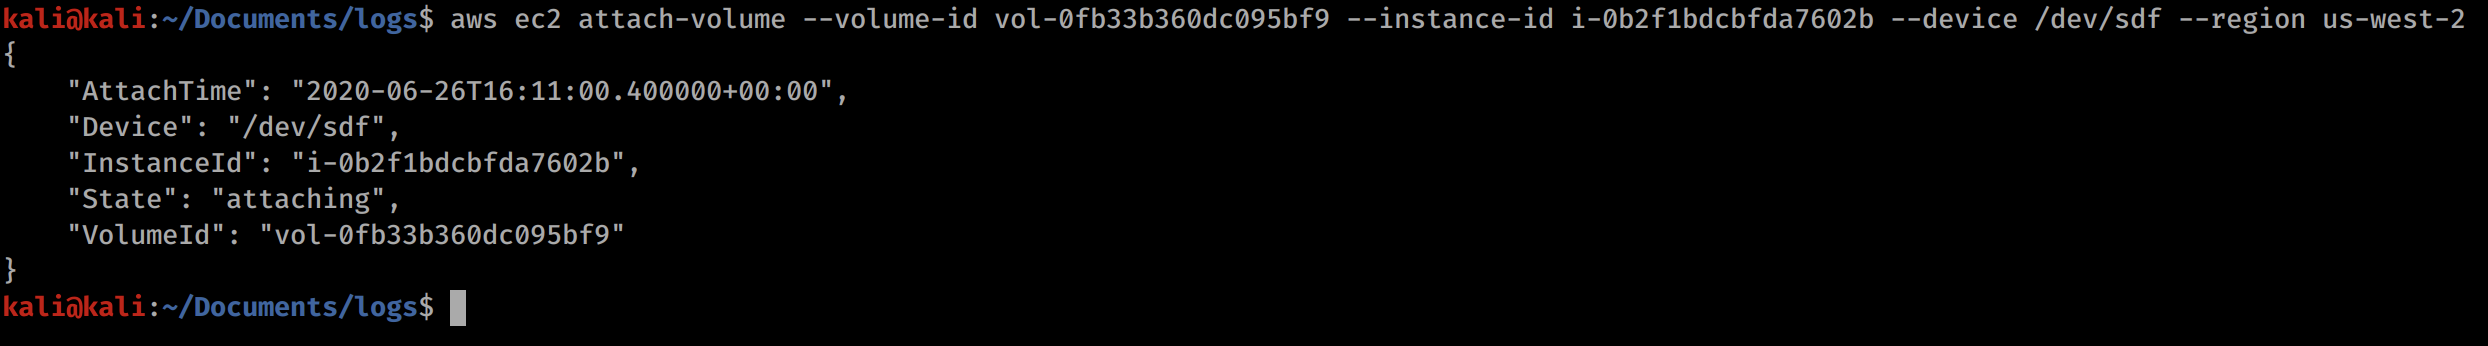 kali@kali:~/Documents/logs$ aws ec2 attach-volume --volume-id vol-0fb33b360dc095bf9 --instance-id i-0b2f1bdcbfda7602b --device /dev/sdf --region us-west-2
{
    "AttachTime": "2020-06-26T16:11:00.400000+00:00",
    "Device": "/dev/sdf",
    "InstanceId": "i-0b2f1bdcbfda7602b",
    "State": "attaching",
    "VolumeId": "vol-0fb33b360dc095bf9"
}
kali@kali:~/Documents/logs$